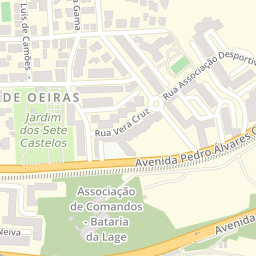 Luís de Camões
Gama
Rua Associação Desportiv
DE OEIRAS
Jardim
dos Sete
Castelos
Rua Vera Cruz
Avenida Pedro Álvares C
Associação
de Comandos
- Bataria
da Lage
Neiva
Avenida